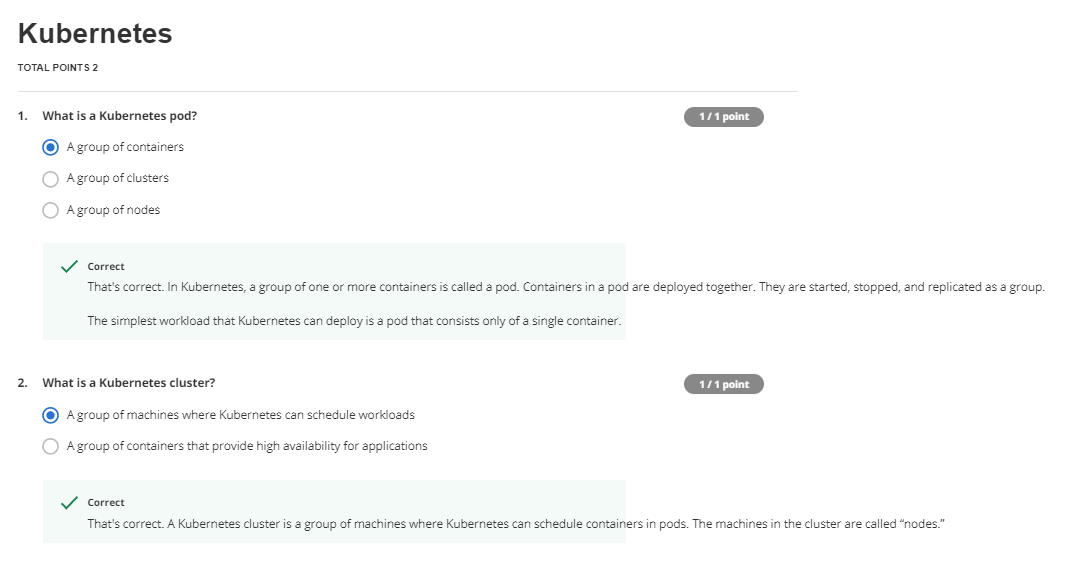 Kubernetes
TOTAL POINTS 2
1. What is a Kubernetes pod? 1 / 1 point
A group of containers
A group of clusters
A group of nodes
Correct
That's correct. In Kubernetes, a group of one or more containers is called a pod. Containers in a pod are deployed together. They are started, stopped, and replicated as a group.
The simplest workload that Kubernetes can deploy is a pod that consists only of a single container.
2. What is a Kubernetes cluster? 1 / 1 point
A group of machines where Kubernetes can schedule workloads
A group of containers that provide high availability for applications
Correct
That's correct. A Kubernetes cluster is a group of machines where Kubernetes can schedule containers in pods. The machines in the cluster are called “nodes.”